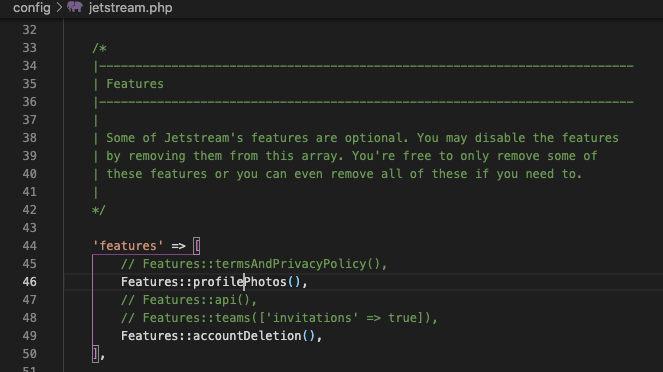 config > jetstream.php
32
33 /*
34 |--------------------------------------------------------------------------
35 | Features
36 |--------------------------------------------------------------------------
37 |
38 | Some of Jetstream's features are optional. You may disable the features
39 | by removing them from this array. You're free to only remove some of
40 | these features or you can even remove all of these if you need to.
41 |
42 */
43
44 'features' => [
45 // Features::termsAndPrivacyPolicy(),
46 Features::profilePhotos(),
47 // Features::api(),
48 // Features::teams(['invitations' => true]),
49 Features::accountDeletion(),
50 ],
51